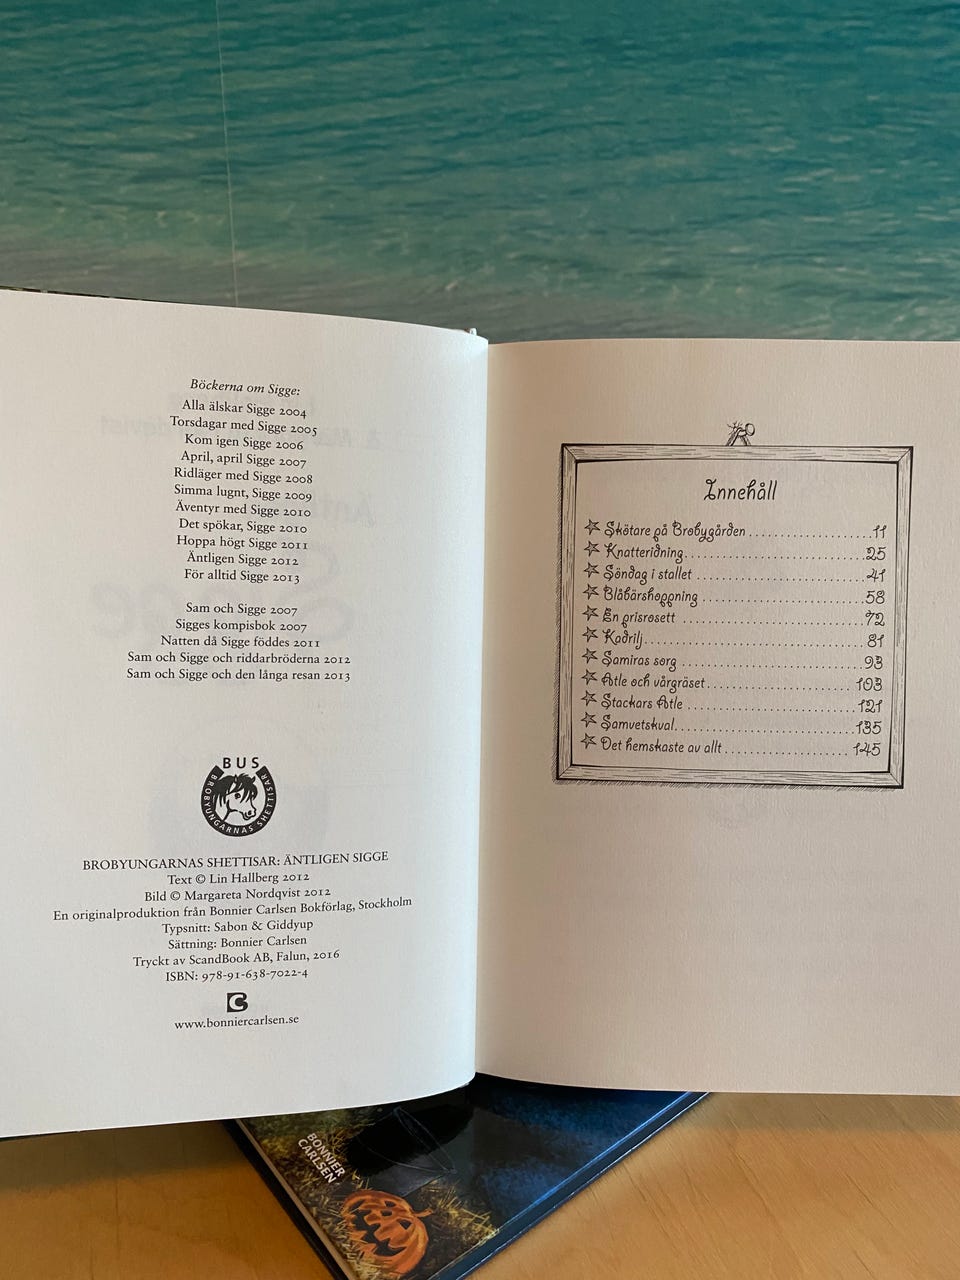 Böckerna om Sigge:
Alla älskar Sigge 2004
Torsdagar med Sigge 2005
Kom igen Sigge 2006
April, april Sigge 2007
Ridläger med Sigge 2008
Simma lugnt, Sigge 2009
Äventyr med Sigge 2010
Det spökar, Sigge 2010
Hoppa högt Sigge 2011
Äntligen Sigge 2012
För alltid Sigge 2013
Sam och Sigge 2007
Sigges kompisbok 2007
Natten då Sigge föddes 2011
Sam och Sigge och riddarbröderna 2012
Sam och Sigge och den långa resan 2013
BUS
BROBYUNGARNAS SHETTISAR
BROBYUNGARNAS SHETTISAR: ÄNTLIGEN SIGGE
Text © Lin Hallberg 2012
Bild © Margareta Nordqvist 2012
En originalproduktion från Bonnier Carlsen Bokförlag, Stockholm
Typsnitt: Sabon & Giddyup
Sättning: Bonnier Carlsen
Tryckt av ScandBook AB, Falun, 2016
ISBN: 978-91-638-7022-4
www.bonniercarlsen.se
Innehåll
Skötare på Brobygården 11
Knatteridning 25
Söndag i stallet 41
Blåbärshoppning 58
En prisrosett 72
Kadrilj 81
Samiras sorg 93
Atle och vårgräset 103
Stackars Atle 121
Samvetskval 135
Det hemskaste av allt 145
BONNIER
CARLSEN